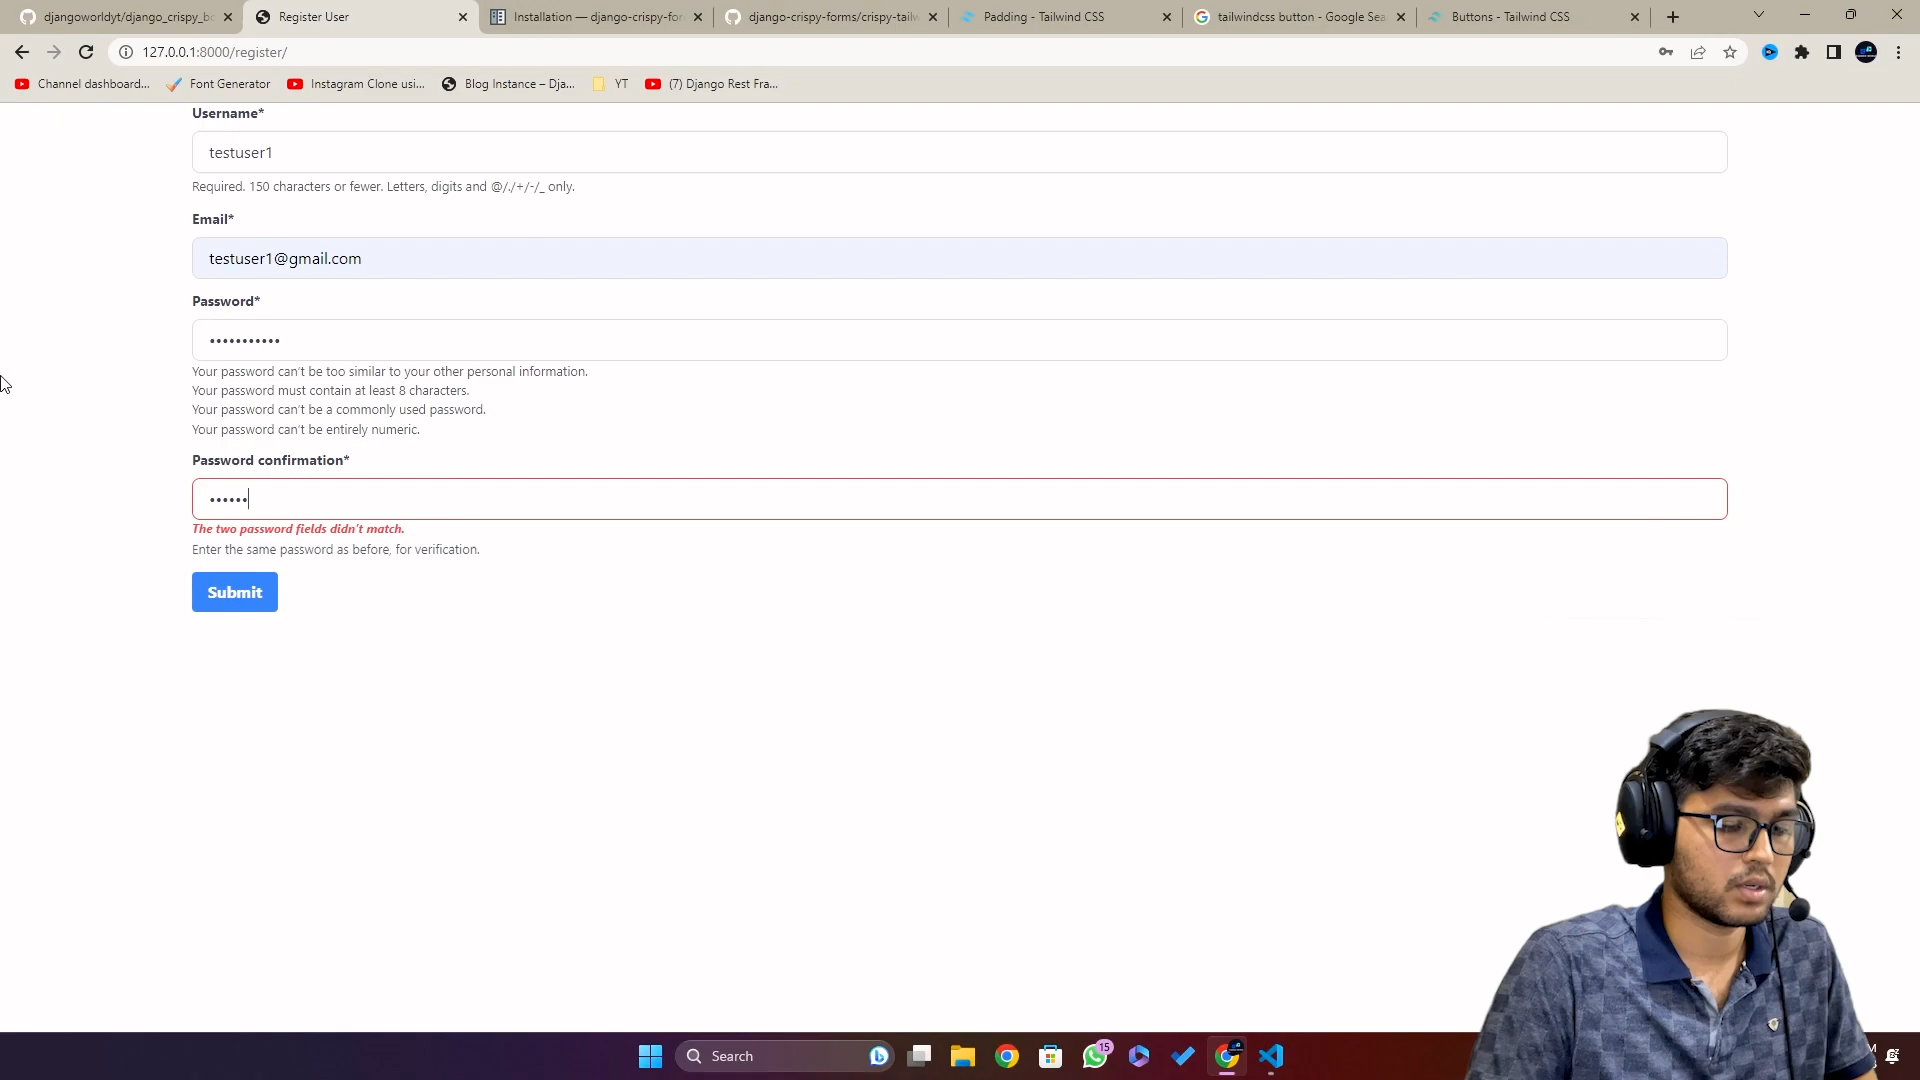 djangoworldyt/django_crispy_bo
Register User
Installation — django-crispy-for
django-crispy-forms/crispy-tailw
Padding - Tailwind CSS
tailwindcss button - Google Sea
Buttons - Tailwind CSS
127.0.0.1:8000/register/
Channel dashboard...
Font Generator
Instagram Clone usi...
Blog Instance – Dja...
YT
(7) Django Rest Fra...
Username*
testuser1
Required. 150 characters or fewer. Letters, digits and @/./+/-/_ only.
Email*
testuser1@gmail.com
Password*
•••••••••••
Your password can’t be too similar to your other personal information.
Your password must contain at least 8 characters.
Your password can’t be a commonly used password.
Your password can’t be entirely numeric.
Password confirmation*
••••••
The two password fields didn’t match.
Enter the same password as before, for verification.
Submit
Search
15